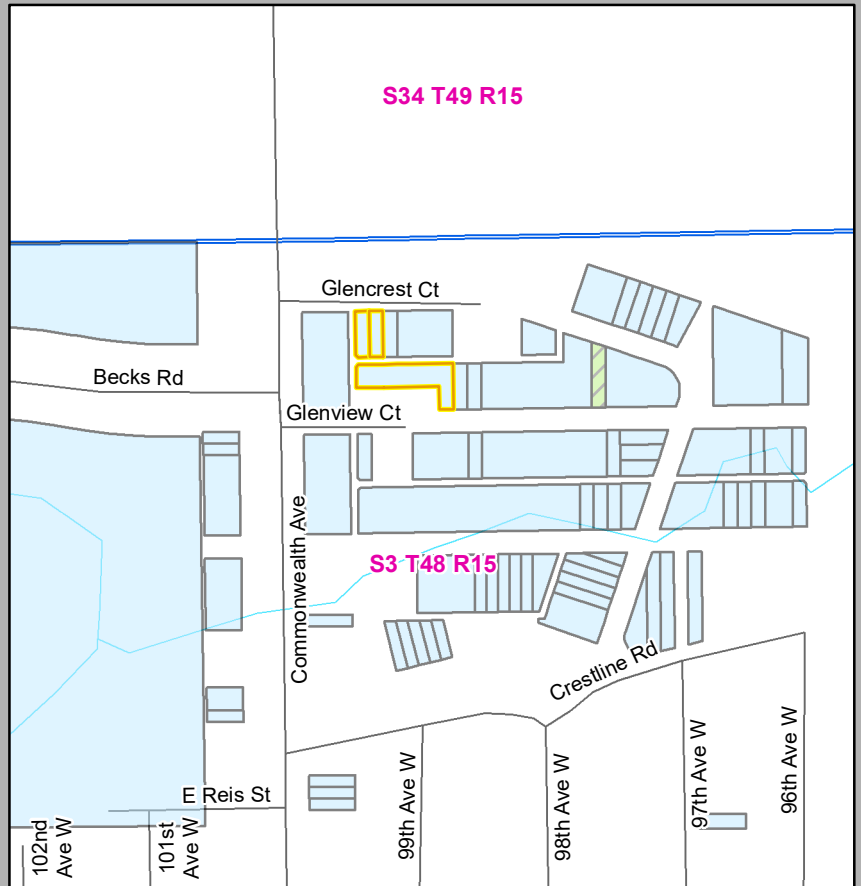 S34 T49 R15
Glencrest Ct
Becks Rd
Glenview Ct
Commonwealth Ave
S3 T48 R15
Crestline Rd
99th Ave W
98th Ave W
97th Ave W
96th Ave W
E Reis St
102nd
Ave W
101st
Ave W